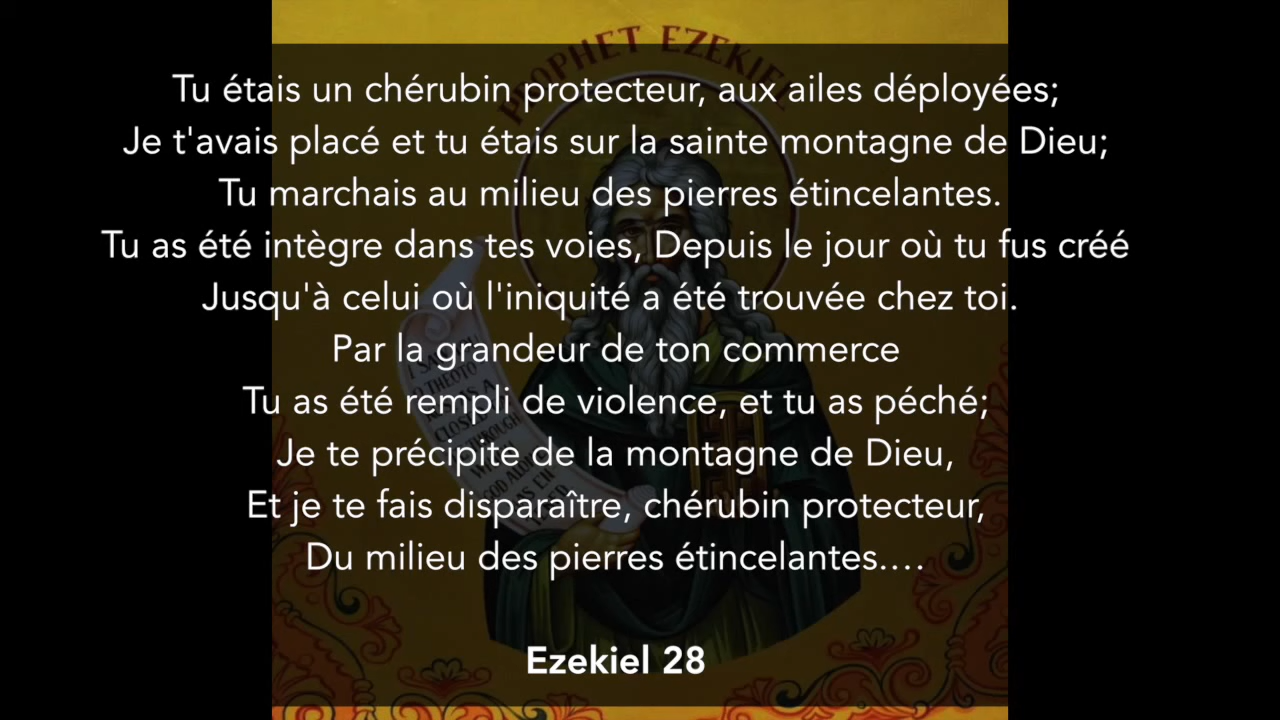 PROPHET EZEKIEL
Tu étais un chérubin protecteur, aux ailes déployées;
Je t'avais placé et tu étais sur la sainte montagne de Dieu;
Tu marchais au milieu des pierres étincelantes.
Tu as été intègre dans tes voies, Depuis le jour où tu fus créé
Jusqu'à celui où l'iniquité a été trouvée chez toi.
Par la grandeur de ton commerce
Tu as été rempli de violence, et tu as péché;
Je te précipite de la montagne de Dieu,
Et je te fais disparaître, chérubin protecteur,
Du milieu des pierres étincelantes....
Ezekiel 28